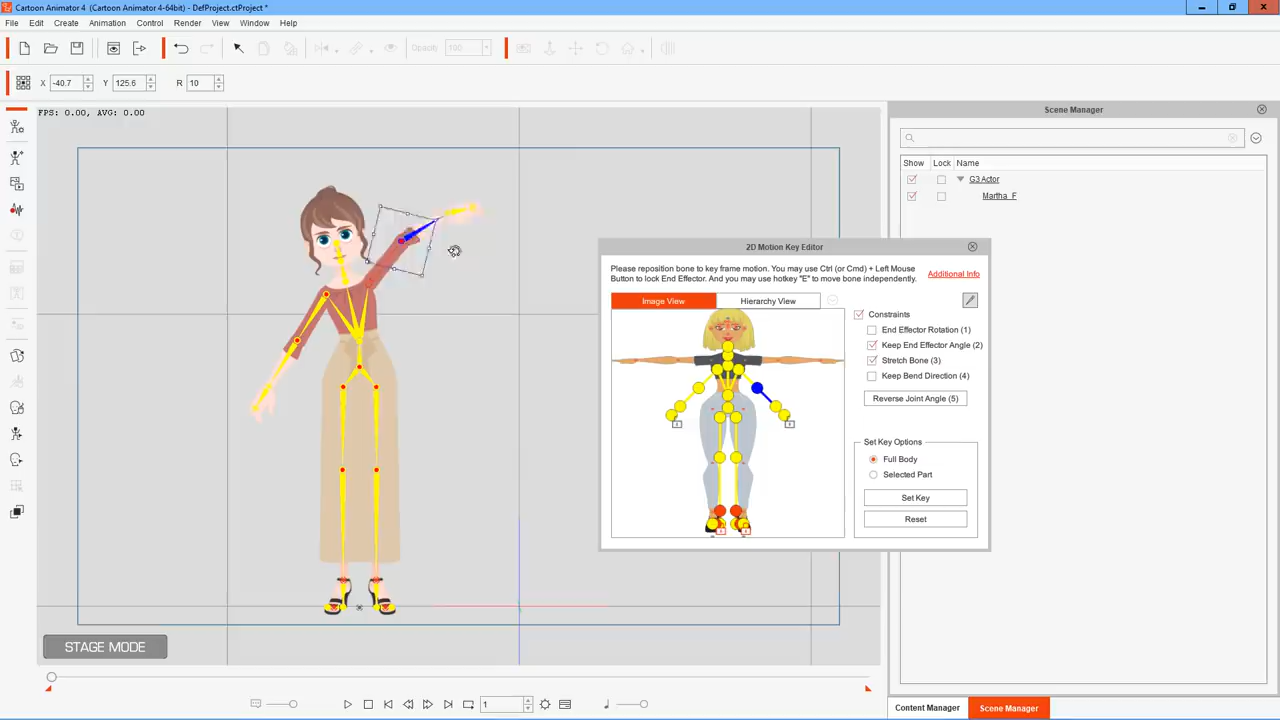 Cartoon Animator 4 (Cartoon Animator 4-64bit) - DefProject.ctProject *
File Edit Create Animation Control Render View Window Help
Opacity 100
X -40.7 Y 125.6 R 10
FPS: 0.00, AVG: 0.00
Scene Manager
Show Lock Name
G3 Actor
Martha_F
2D Motion Key Editor
Please reposition bone to key frame motion. You may use Ctrl (or Cmd) + Left Mouse
Button to lock End Effector. And you may use hotkey "E" to move bone independently.
Additional Info
Image View Hierarchy View
Constraints
End Effector Rotation (1)
Keep End Effector Angle (2)
Stretch Bone (3)
Keep Bend Direction (4)
Reverse Joint Angle (5)
Set Key Options
Full Body
Selected Part
Set Key
Reset
STAGE MODE
1
Content Manager Scene Manager